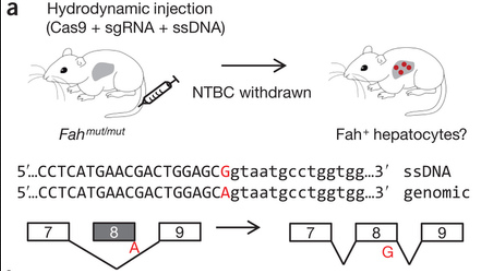 a
Hydrodynamic injection
(Cas9 + sgRNA + ssDNA)
NTBC withdrawn
Fah mut/mut
Fah+ hepatocytes?
5′…CCTCATGAACGACTGGAGCGgtaatgcctggtgg…3′ ssDNA
5′…CCTCATGAACGACTGGAGCAgtaatgcctggtgg…3′ genomic
7 8 9 7 8 9
A G